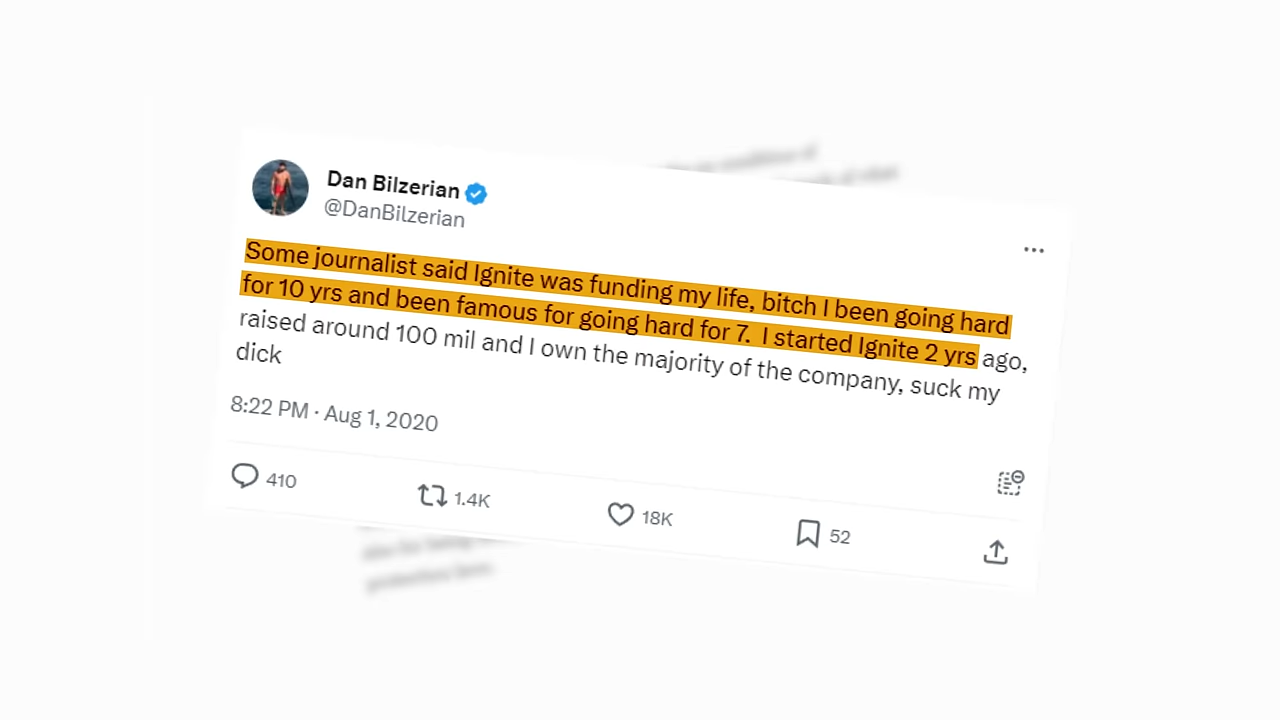 Dan Bilzerian
@DanBilzerian
Some journalist said Ignite was funding my life, bitch I been going hard
for 10 yrs and been famous for going hard for 7.  I started Ignite 2 yrs ago,
raised around 100 mil and I own the majority of the company, suck my
dick
8:22 PM · Aug 1, 2020
410
1.4K
18K
52